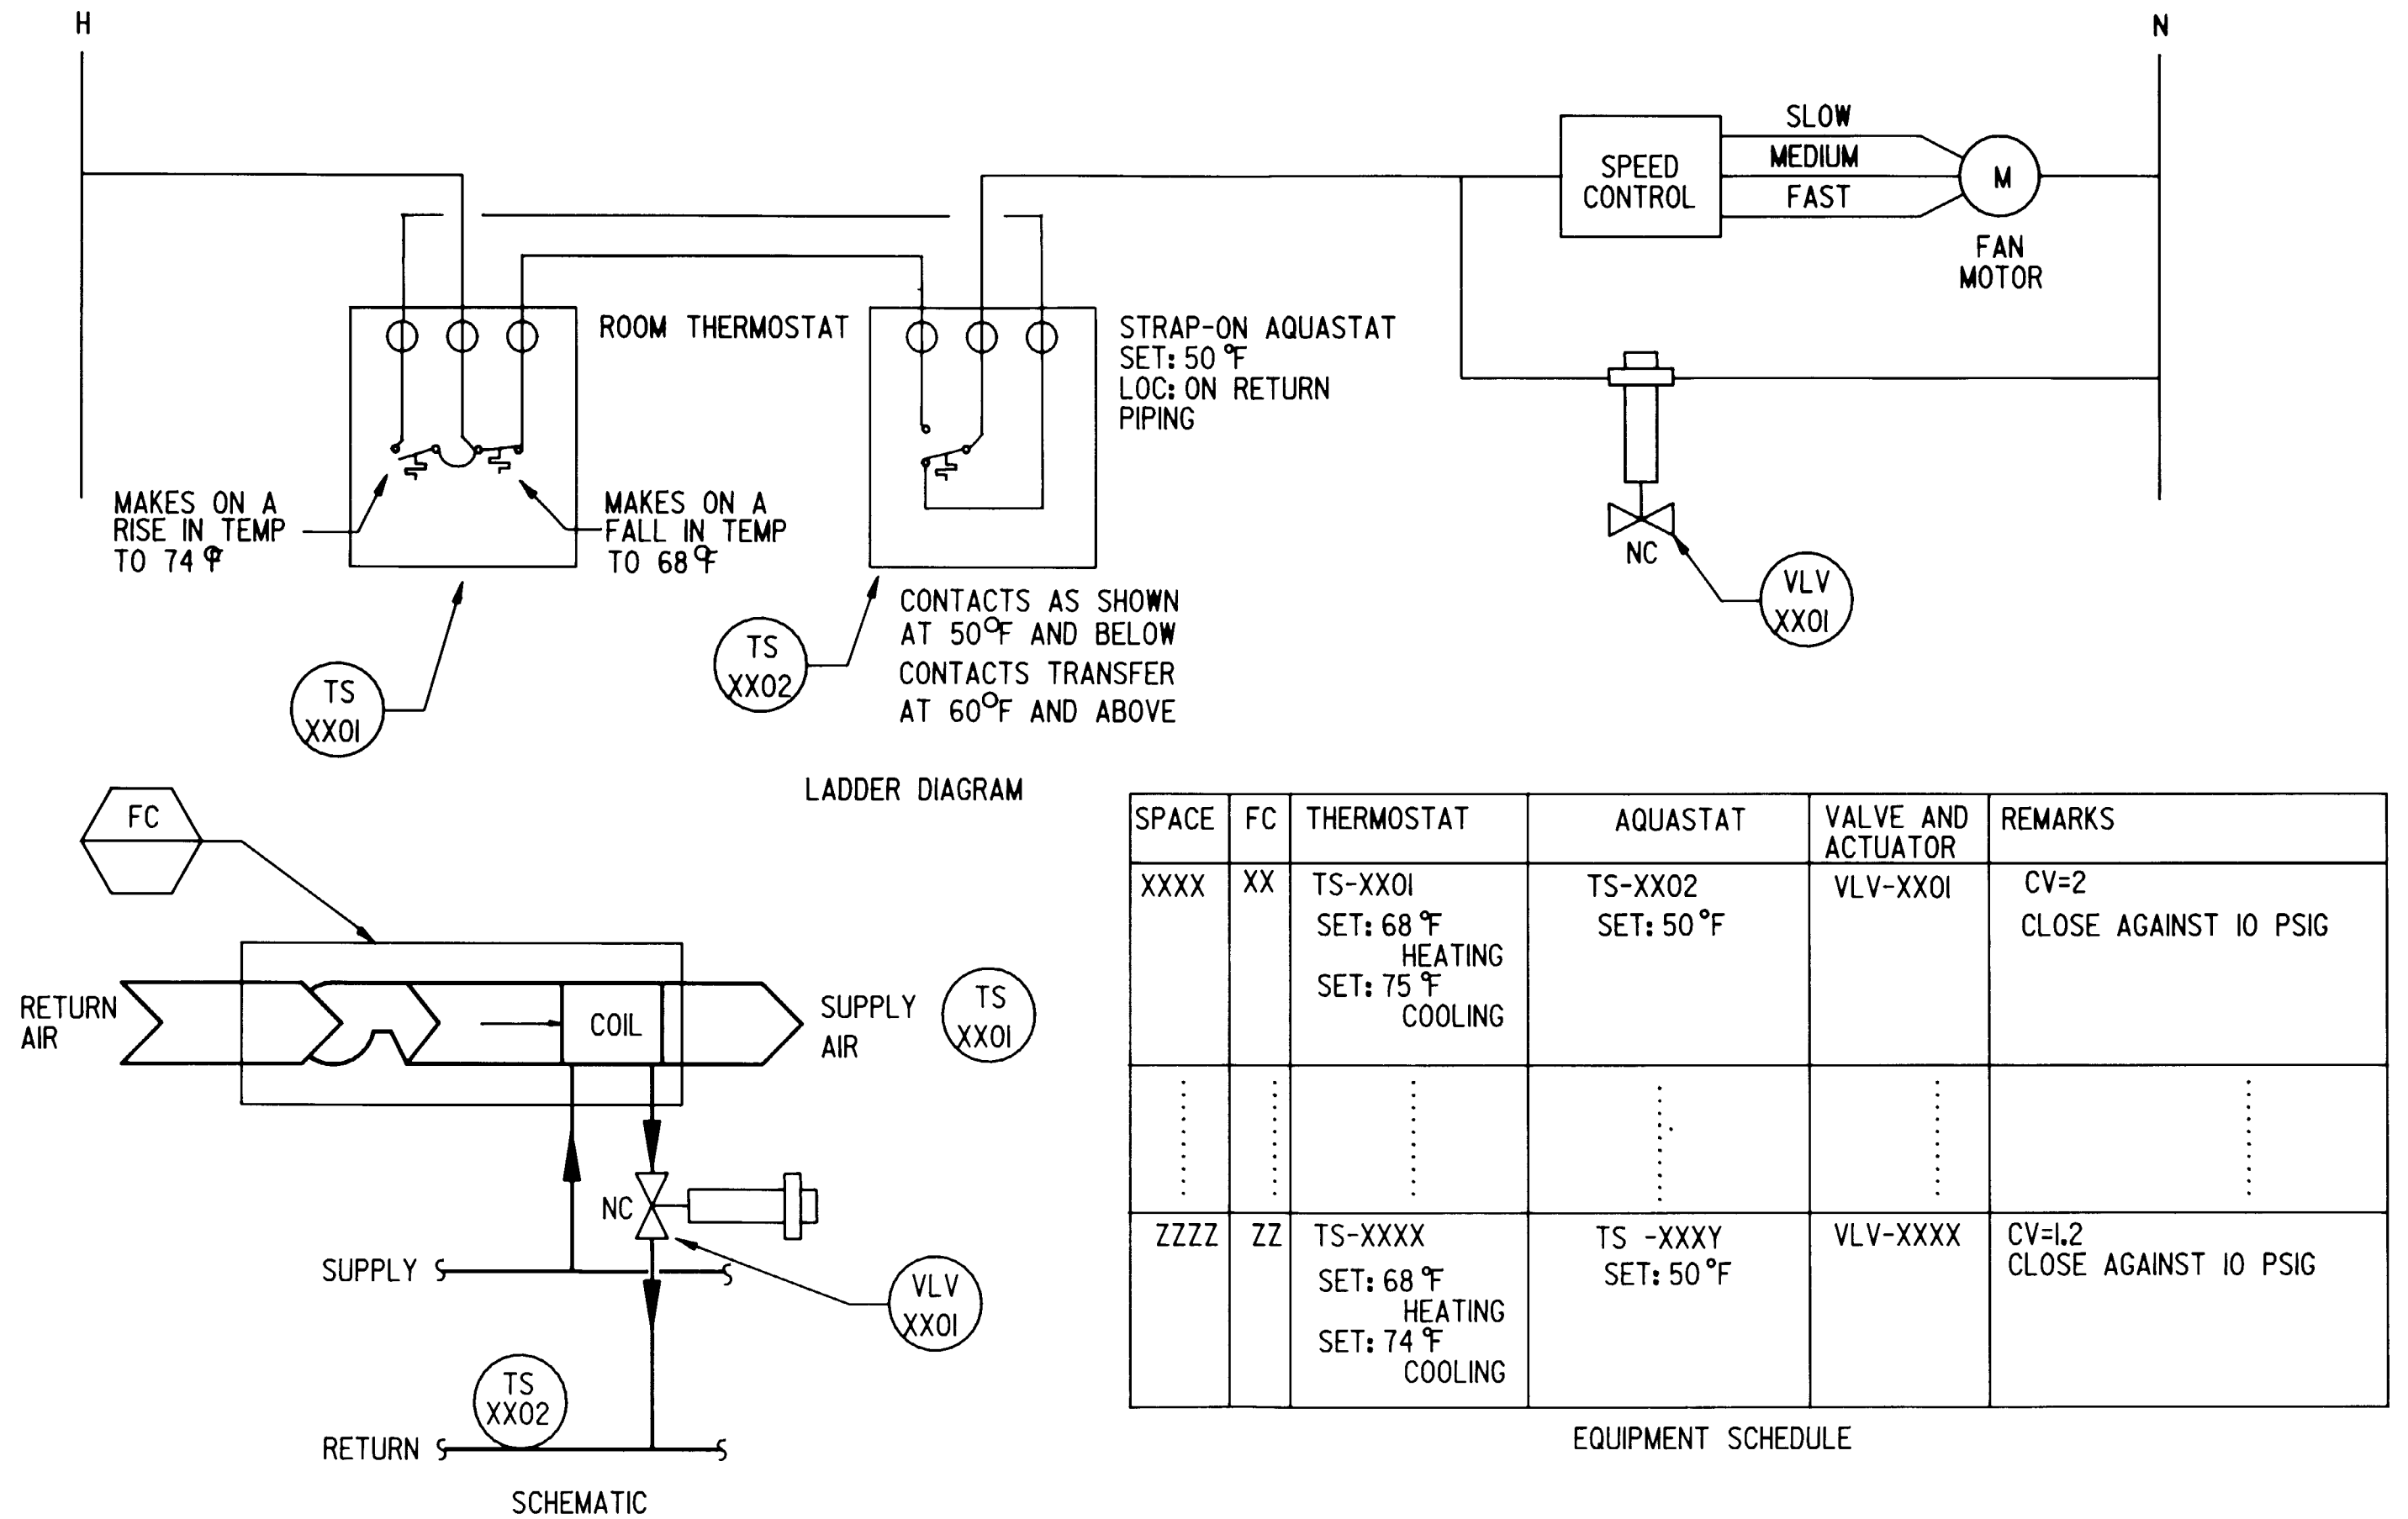 H
N
SLOW
MEDIUM
FAST
SPEED
CONTROL
M
FAN
MOTOR
ROOM THERMOSTAT
STRAP-ON AQUASTAT
SET: 50 °F
LOC: ON RETURN
PIPING
MAKES ON A
RISE IN TEMP
TO 74 °F
MAKES ON A
FALL IN TEMP
TO 68 °F
NC
VLV
XX01
TS
XX01
TS
XX02
CONTACTS AS SHOWN
AT 50°F AND BELOW
CONTACTS TRANSFER
AT 60°F AND ABOVE
LADDER DIAGRAM
FC
RETURN
AIR
COIL
SUPPLY
AIR
TS
XX01
NC
SUPPLY
VLV
XX01
TS
XX02
RETURN
SCHEMATIC
SPACE FC THERMOSTAT AQUASTAT VALVE AND ACTUATOR REMARKS
XXXX XX TS-XX01 TS-XX02 VLV-XX01 CV=2
SET: 68 °F SET: 50 °F CLOSE AGAINST 10 PSIG
HEATING
SET: 75 °F
COOLING
ZZZZ ZZ TS-XXXX TS -XXXY VLV-XXXX CV=1.2
SET: 68 °F SET: 50 °F CLOSE AGAINST 10 PSIG
HEATING
SET: 74 °F
COOLING
EQUIPMENT SCHEDULE